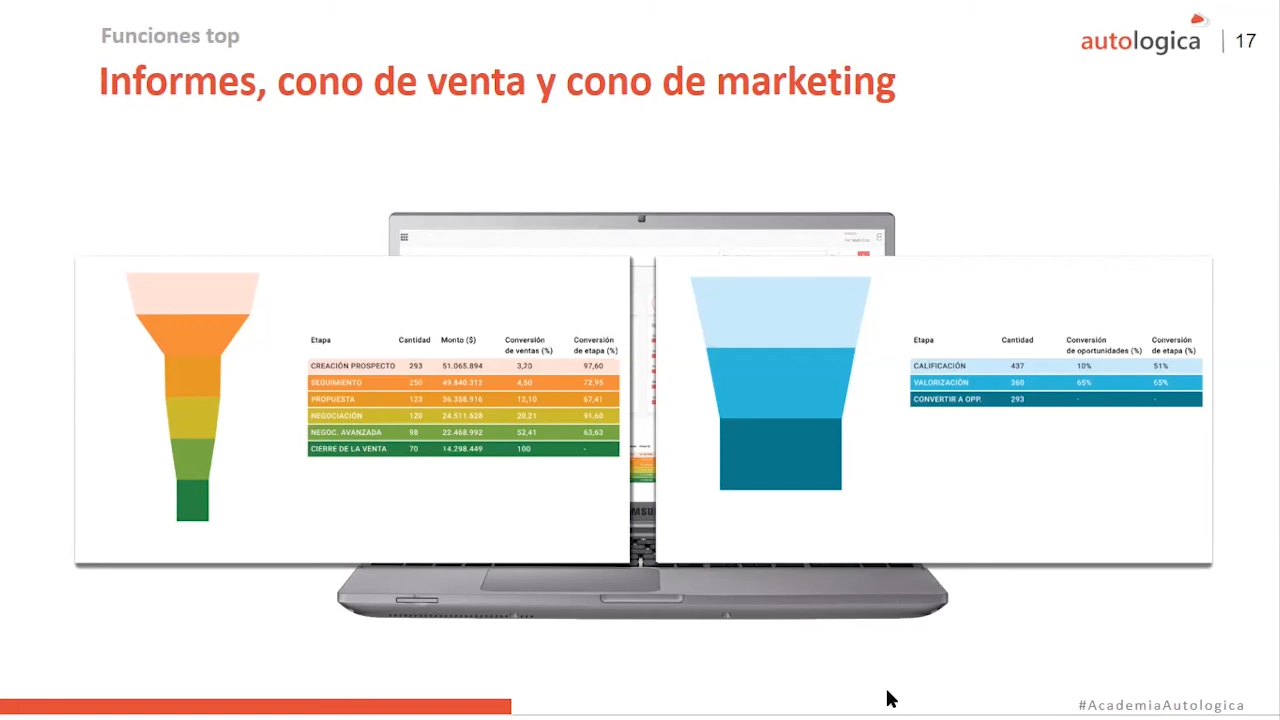 Funciones top
autologica
17
Informes, cono de venta y cono de marketing
Etapa Cantidad Monto ($) Conversión de ventas (%) Conversión de etapa (%)
CREACIÓN PROSPECTO 293 51.065.894 3,20 97,60
SEGUIMIENTO 250 49.840.312 4,50 72,95
PROPUESTA 123 36.388.916 12,10 67,41
NEGOCIACIÓN 120 24.511.628 20,21 91,60
NEGOC. AVANZADA 98 22.468.992 52,41 63,63
CIERRE DE LA VENTA 70 14.298.449 100 -
Etapa Cantidad Conversión de oportunidades (%) Conversión de etapa (%)
CALIFICACIÓN 437 10% 51%
VALORIZACIÓN 360 65% 65%
CONVERTIR A OPP. 293 - -
#AcademiaAutologica